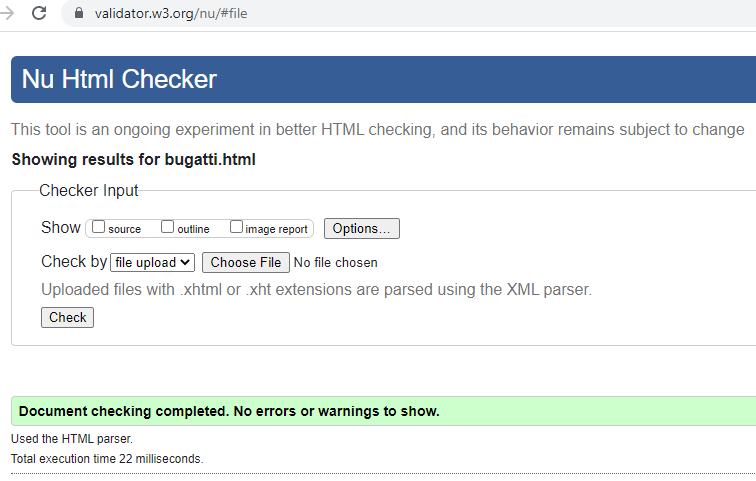 validator.w3.org/nu/#file
Nu Html Checker
This tool is an ongoing experiment in better HTML checking, and its behavior remains subject to change
Showing results for bugatti.html
Checker Input
Show source outline image report Options...
Check by file upload Choose File No file chosen
Uploaded files with .xhtml or .xht extensions are parsed using the XML parser.
Check
Document checking completed. No errors or warnings to show.
Used the HTML parser.
Total execution time 22 milliseconds.